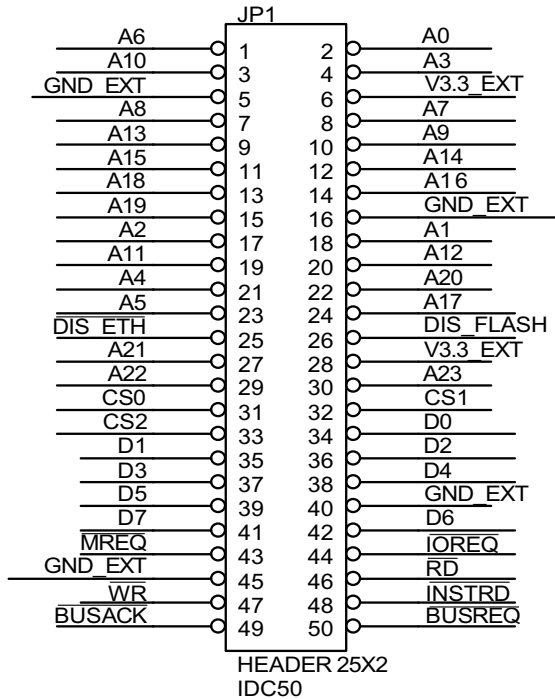 JP1
A6 1 2 A0
A10 3 4 A3
GND_EXT 5 6 V3.3_EXT
A8 7 8 A7
A13 9 10 A9
A15 11 12 A14
A18 13 14 A16
A19 15 16 GND_EXT
A2 17 18 A1
A11 19 20 A12
A4 21 22 A20
A5 23 24 A17
DIS_ETH 25 26 DIS_FLASH
A21 27 28 V3.3_EXT
A22 29 30 A23
CS0 31 32 CS1
CS2 33 34 D0
D1 35 36 D2
D3 37 38 D4
D5 39 40 GND_EXT
D7 41 42 D6
MREQ 43 44 IOREQ
GND_EXT 45 46 RD
WR 47 48 INSTRD
BUSACK 49 50 BUSREQ
HEADER 25X2
IDC50